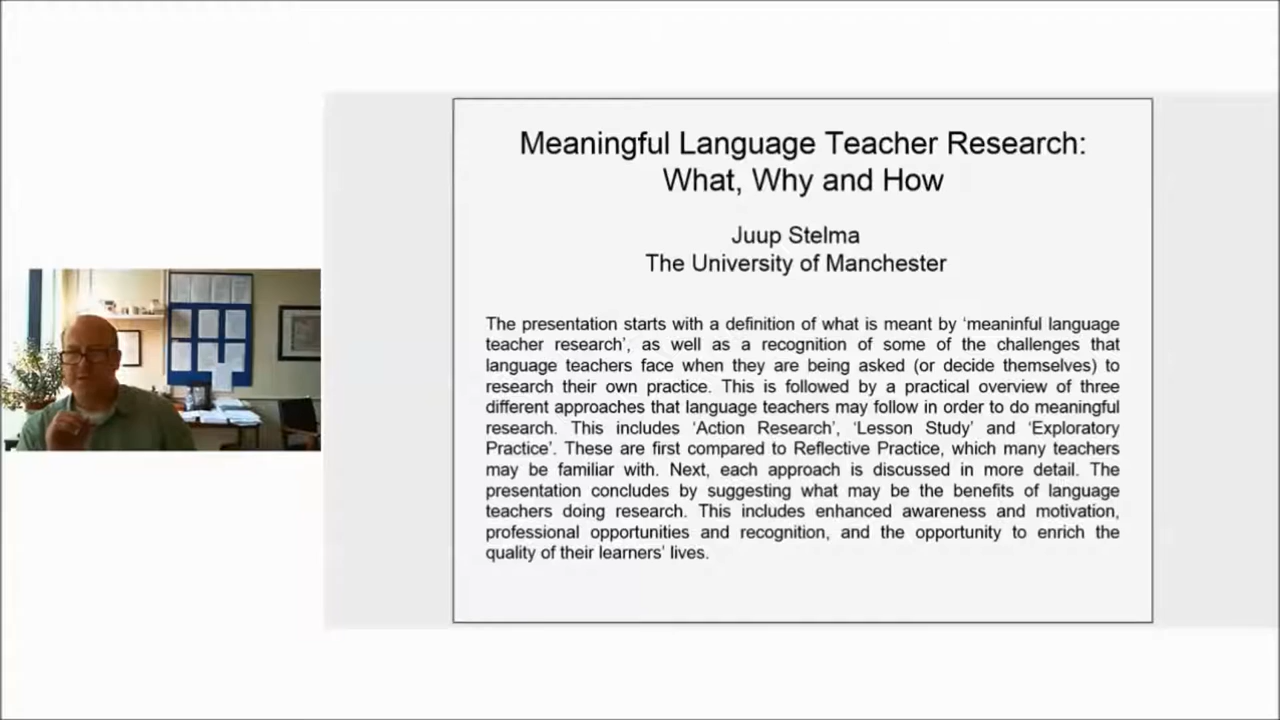 Meaningful Language Teacher Research:
What, Why and How
Juup Stelma
The University of Manchester
The presentation starts with a definition of what is meant by ‘meaninful language
teacher research’, as well as a recognition of some of the challenges that
language teachers face when they are being asked (or decide themselves) to
research their own practice. This is followed by a practical overview of three
different approaches that language teachers may follow in order to do meaningful
research. This includes ‘Action Research’, ‘Lesson Study’ and ‘Exploratory
Practice’. These are first compared to Reflective Practice, which many teachers
may be familiar with. Next, each approach is discussed in more detail. The
presentation concludes by suggesting what may be the benefits of language
teachers doing research. This includes enhanced awareness and motivation,
professional opportunities and recognition, and the opportunity to enrich the
quality of their learners’ lives.